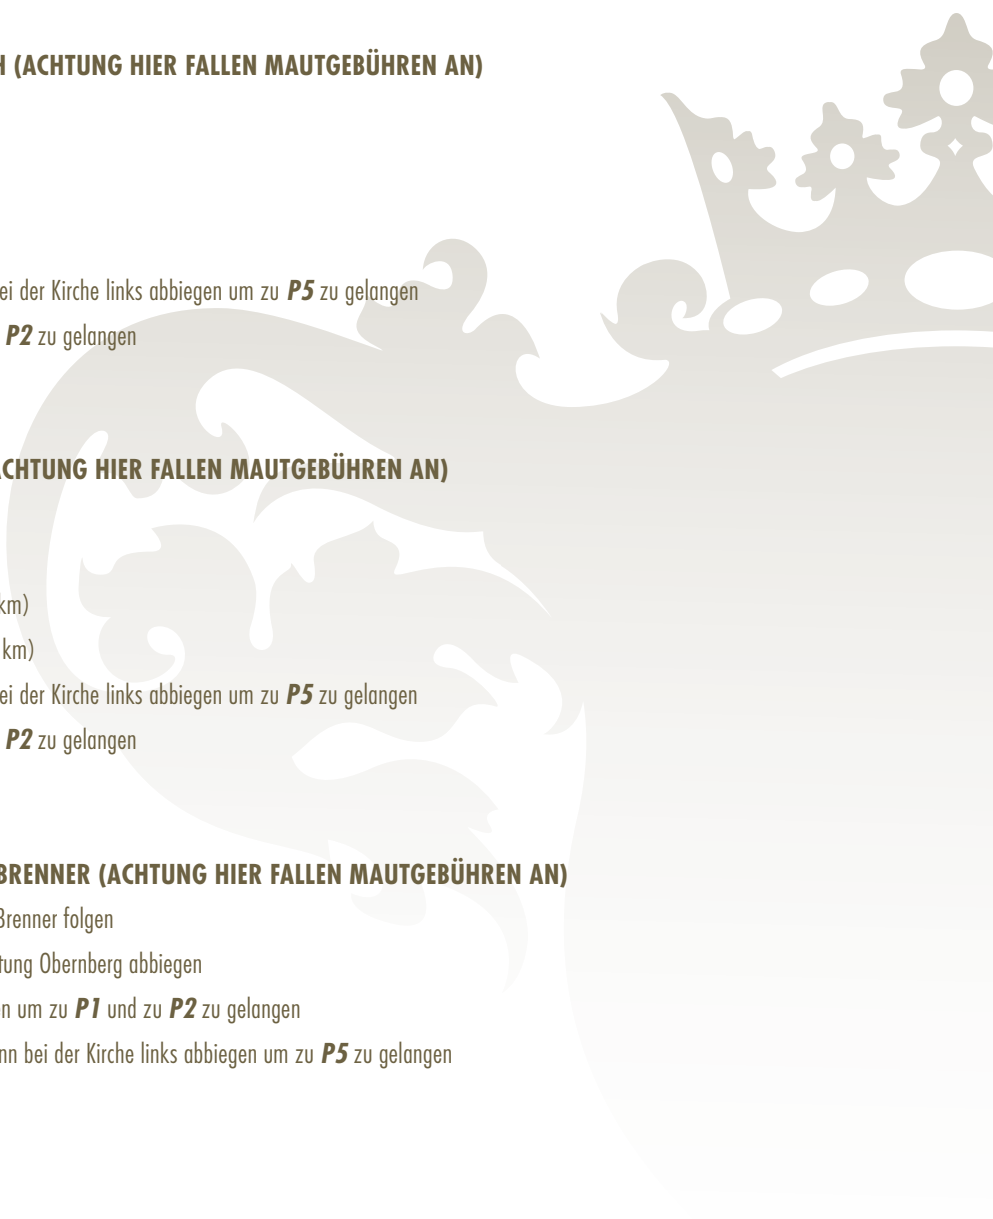 H (ACHTUNG HIER FALLEN MAUTGEBÜHREN AN)
ei der Kirche links abbiegen um zu P5 zu gelangen
P2 zu gelangen
ACHTUNG HIER FALLEN MAUTGEBÜHREN AN)
km)
km)
ei der Kirche links abbiegen um zu P5 zu gelangen
P2 zu gelangen
BRENNER (ACHTUNG HIER FALLEN MAUTGEBÜHREN AN)
Brenner folgen
tung Obernberg abbiegen
en um zu P1 und zu P2 zu gelangen
nn bei der Kirche links abbiegen um zu P5 zu gelangen